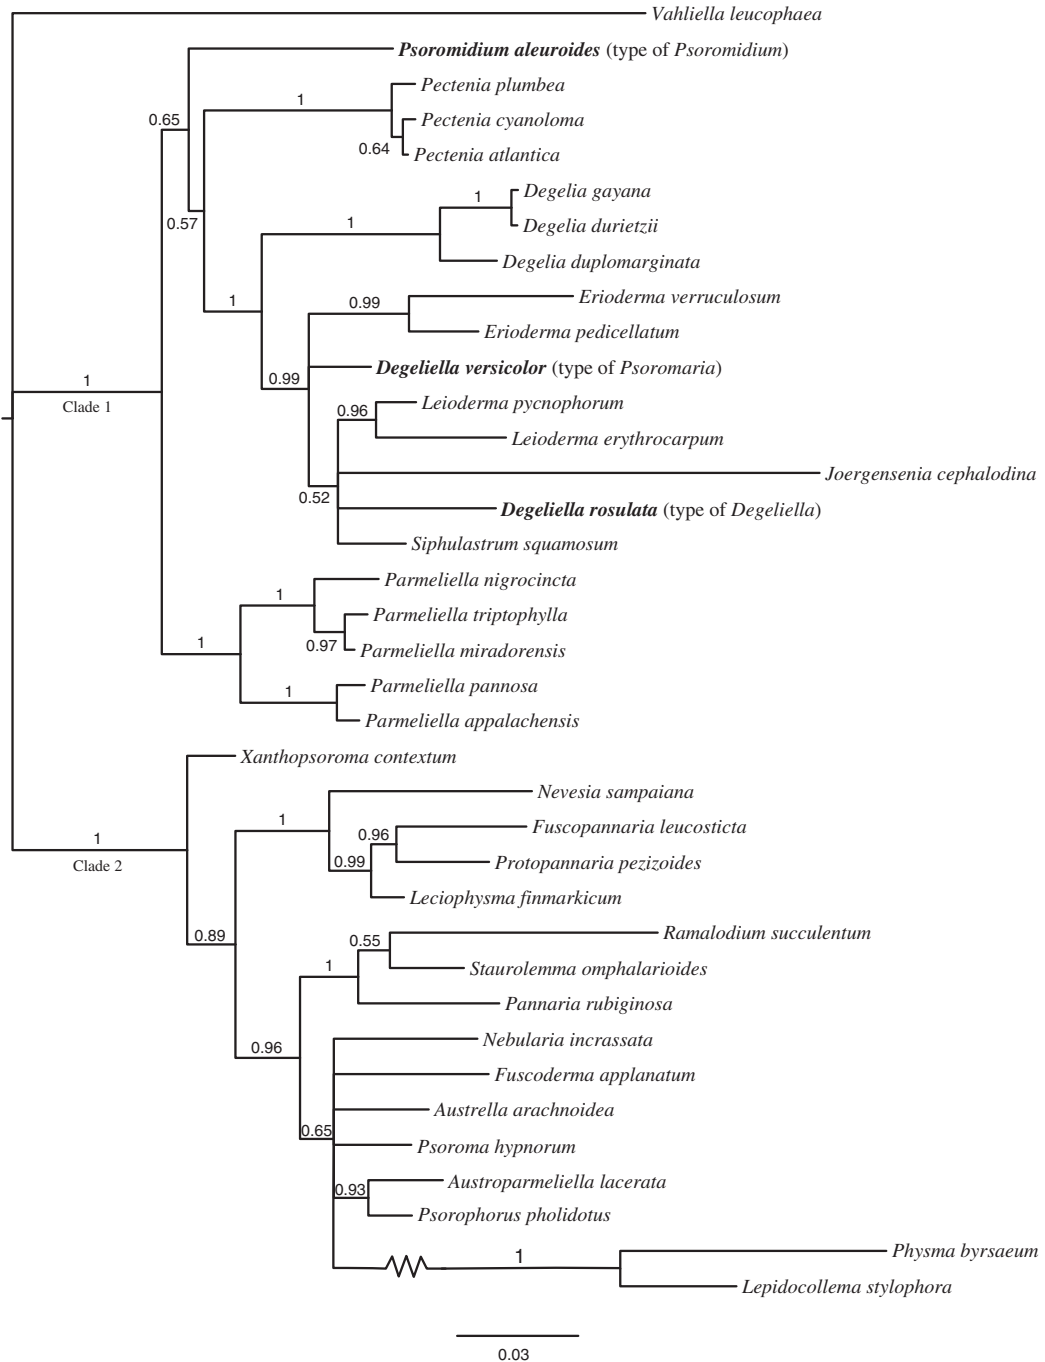 Vahliella leucophaea
Psoromidium aleuroides (type of Psoromidium)
Pectenia plumbea
1
0.65
Pectenia cyanoloma
0.64
Pectenia atlantica
Degelia gayana
1
0.57
1
Degelia durietzii
Degelia duplomarginata
1
0.99
Erioderma verruculosum
Erioderma pedicellatum
Degeliella versicolor (type of Psoromaria)
0.99
1
Clade 1
0.96
Leioderma pycnophorum
Leioderma erythrocarpum
Joergensenia cephalodina
0.52
Degeliella rosulata (type of Degeliella)
Siphulastrum squamosum
Parmeliella nigrocincta
1
Parmeliella triptophylla
1
0.97
Parmeliella miradorensis
1
Parmeliella pannosa
Parmeliella appalachensis
Xanthopsoroma contextum
Nevesia sampaiana
1
Fuscopannaria leucosticta
0.96
1
Clade 2
0.99
Protopannaria pezizoides
Leciophysma finmarkicum
0.89
Ramalodium succulentum
0.55
1
Staurolemma omphalarioides
Pannaria rubiginosa
0.96
Nebularia incrassata
Fuscoderma applanatum
Austrella arachnoidea
0.65
Psoroma hypnorum
0.93
Austroparmeliella lacerata
Psorophorus pholidotus
1
Physma byrsaeum
Lepidocollema stylophora
0.03